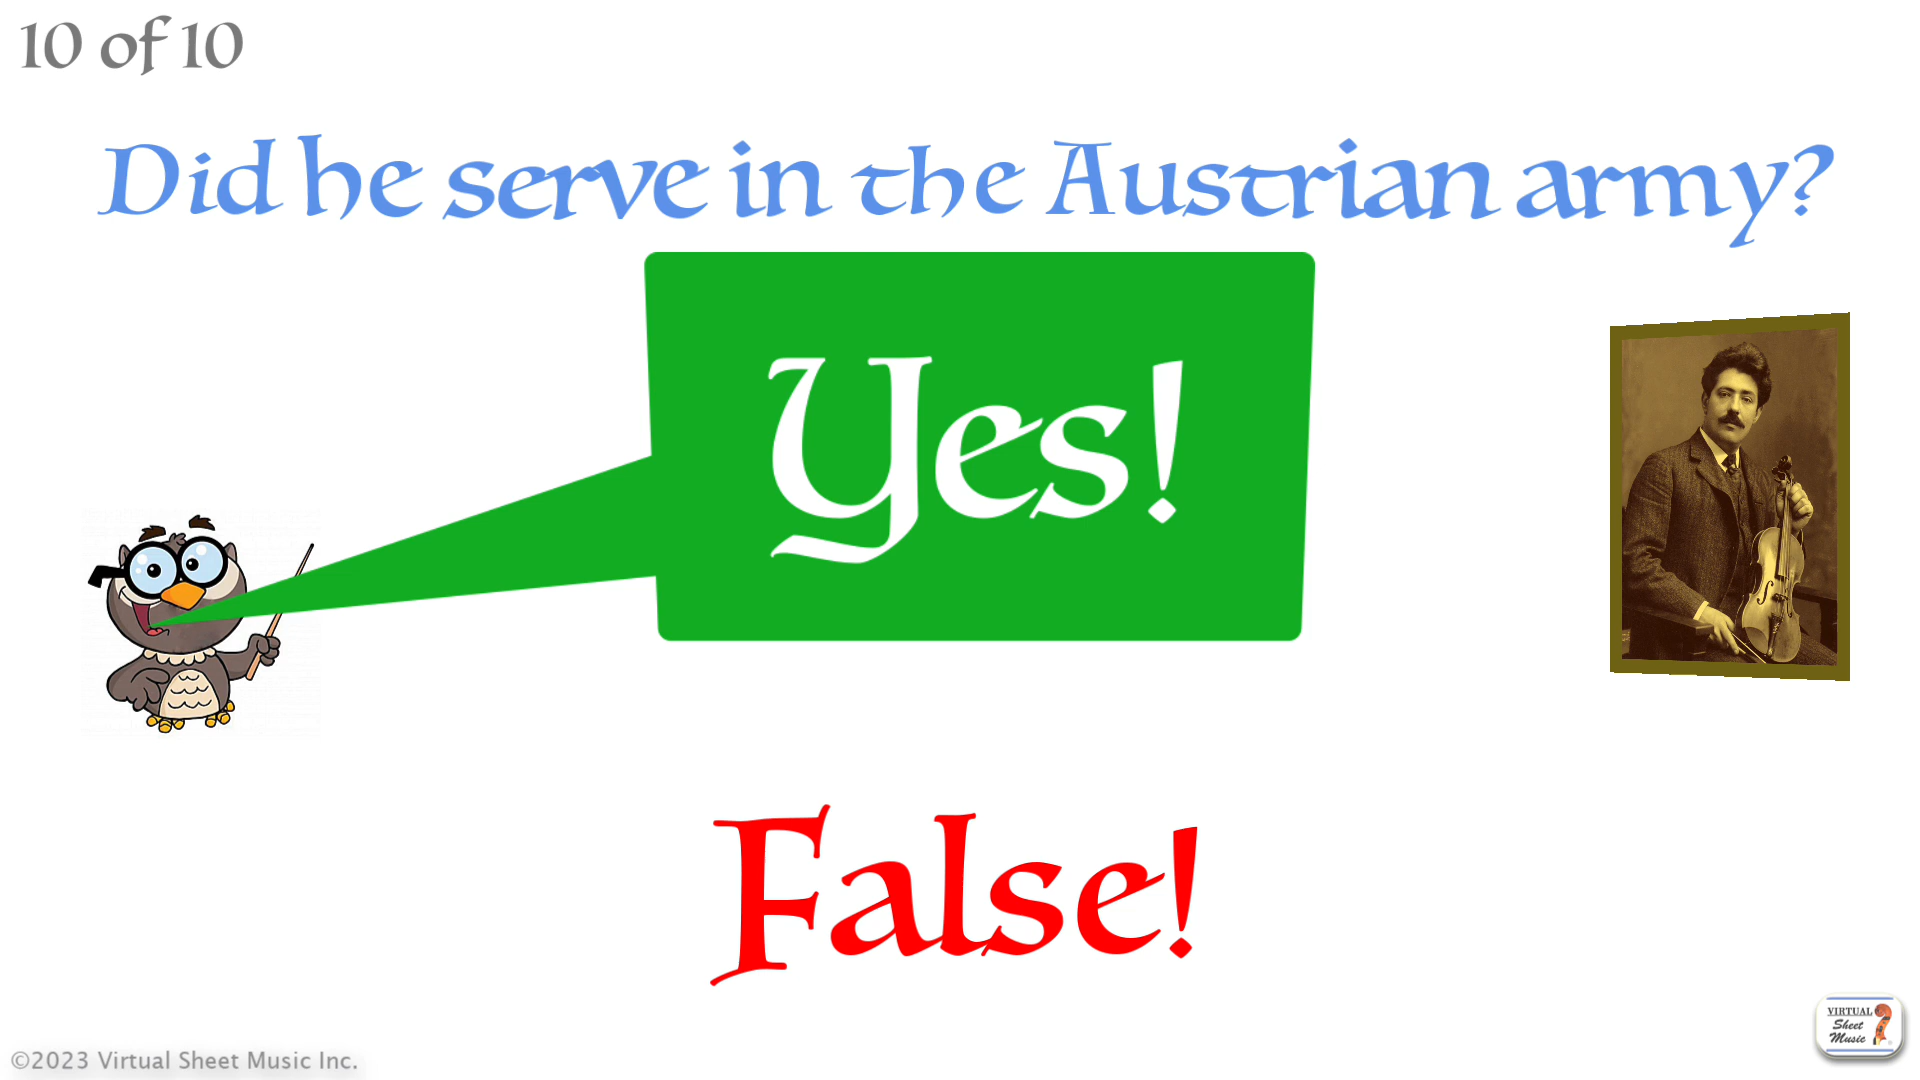 10 of 10
Did he serve in the Austrian army?
Yes!
False!
VIRTUAL
Sheet
Music
©2023 Virtual Sheet Music Inc.